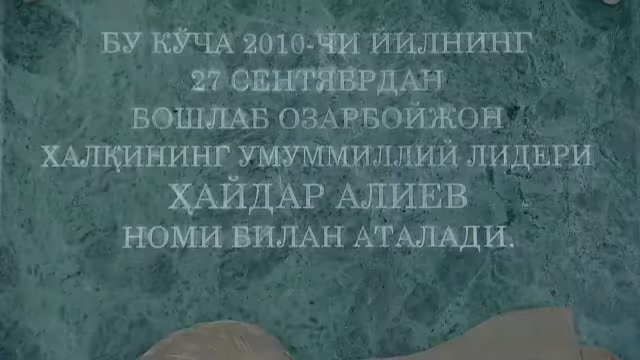 БУ КЎЧА 2010-ЧИ ЙИЛНИНГ
27 СЕНТЯБРДАН
БОШЛАБ ОЗАРБОЙЖОН
ХАЛҚИНИНГ УМУММИЛЛИЙ ЛИДЕРИ
ҲАЙДАР АЛИЕВ
НОМИ БИЛАН АТАЛАДИ.